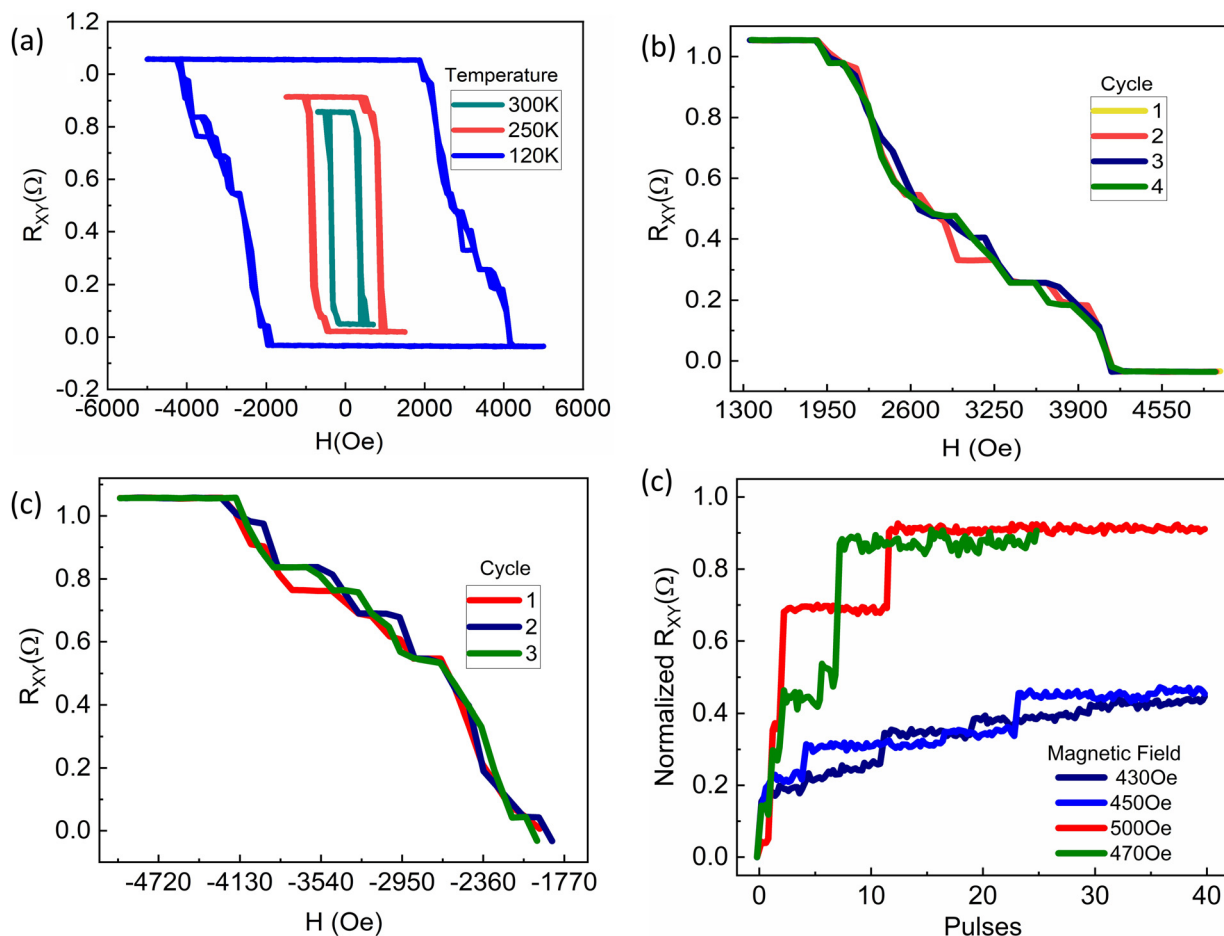 (a)
1.2
1.0
0.8
0.6
0.4
0.2
0.0
-0.2
R_XY(Ω)
Temperature
300K
250K
120K
-6000 -4000 -2000 0 2000 4000 6000
H(Oe)
(b)
1.0
0.8
0.6
0.4
0.2
0.0
R_XY(Ω)
Cycle
1
2
3
4
1300 1950 2600 3250 3900 4550
H (Oe)
(c)
1.0
0.8
0.6
0.4
0.2
0.0
R_XY(Ω)
Cycle
1
2
3
-4720 -4130 -3540 -2950 -2360 -1770
H (Oe)
(c)
1.0
0.8
0.6
0.4
0.2
0.0
Normalized R_XY(Ω)
Magnetic Field
430Oe
450Oe
500Oe
470Oe
0 10 20 30 40
Pulses